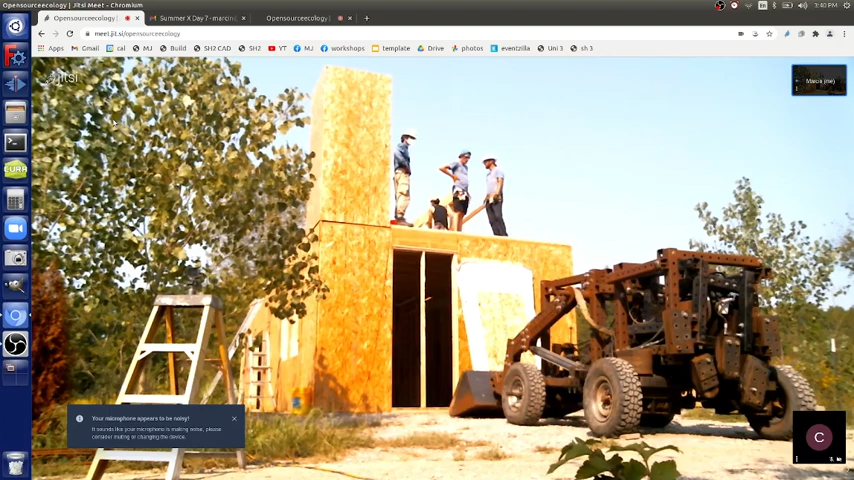 Opensourceecology | Jitsi Meet - Chromium
En
3:40 PM
Opensourceecology |
Summer X Day 7 - marcin
Opensourceecology |
meet.jit.si/opensourceecology
Apps
Gmail
cal
MJ
Build
SH2 CAD
SH2
YT
MJ
workshops
template
Drive
photos
eventzilla
Uni 3
sh 3
jitsi
Marcin (me)
CURA
Your microphone appears to be noisy!
It sounds like your microphone is making noise, please
consider muting or changing the device.
C